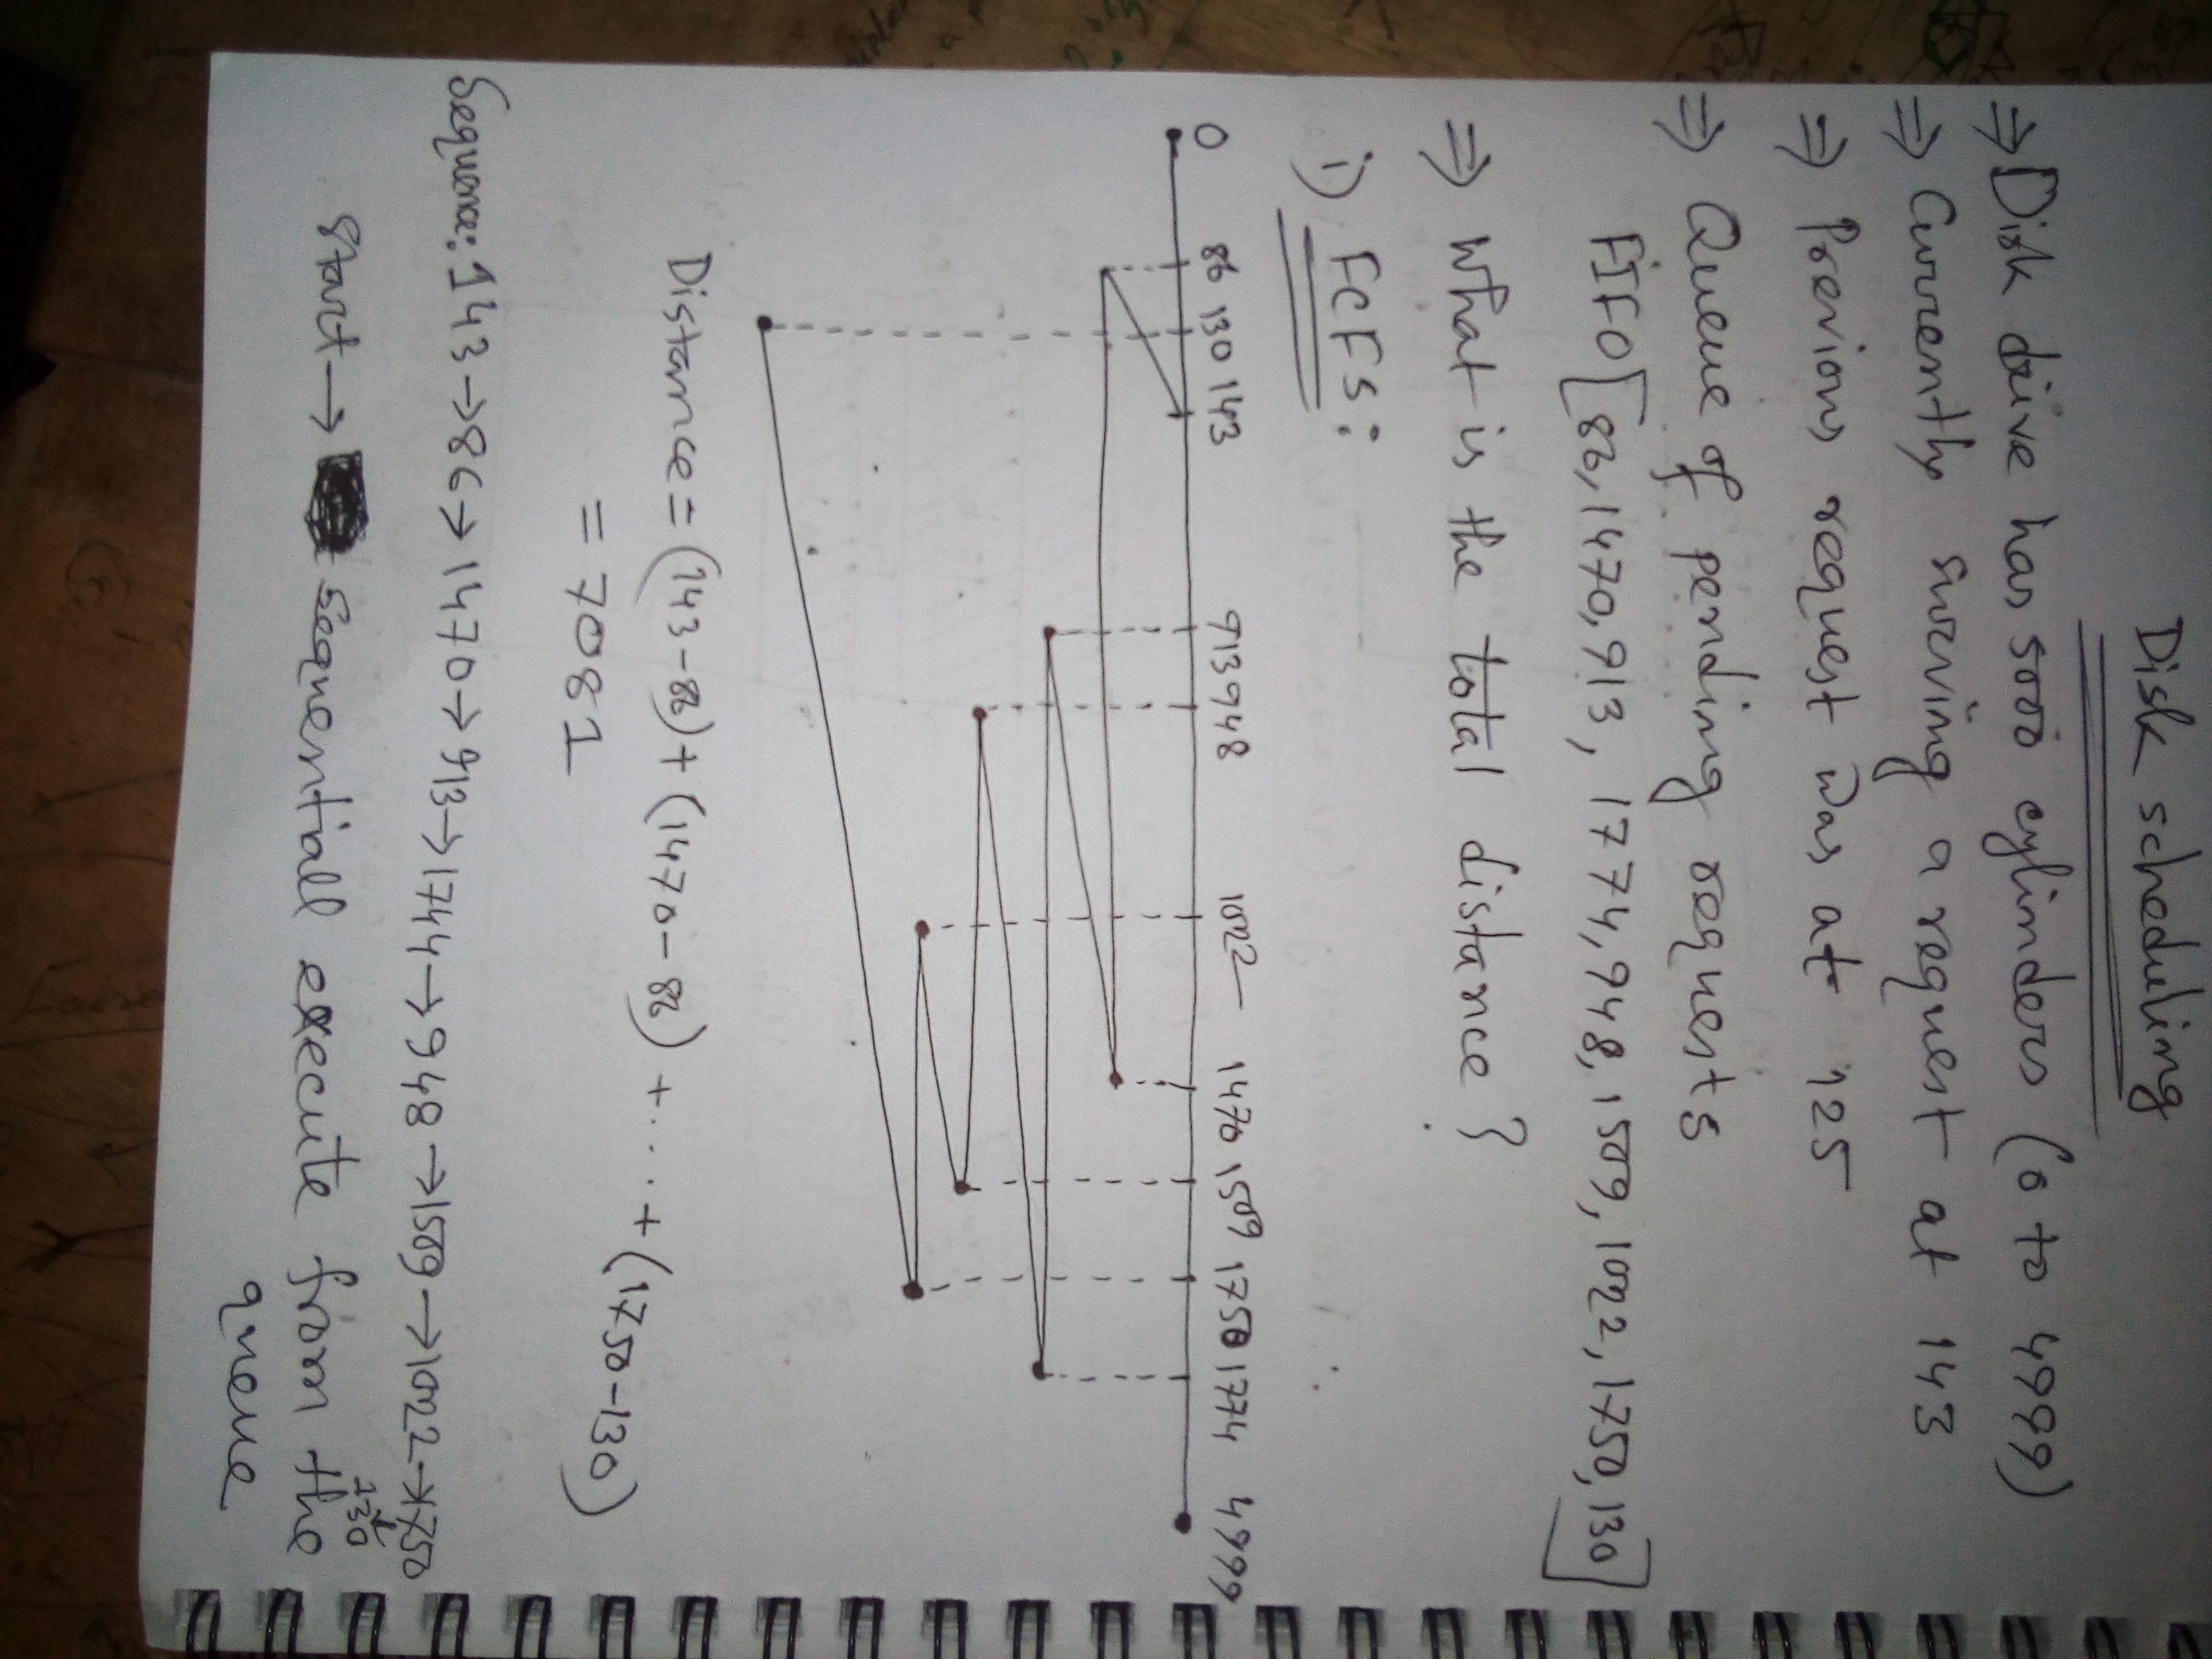 Disk scheduling
⇒ Disk drive has 5000 cylinders (0 to 4999)
⇒ Currently surving a request at 143
⇒ Previous request was at 125
⇒ Queue of pending requests
FIFO [86, 1470, 913, 1774, 948, 1509, 1022, 1750, 130]
⇒ What is the total distance?
i) FCFS:
0 86 130 143 913 948 1022 1470 1509 1750 1774 4999
Distance = (143-86) + (1470-86) + .... + (1750-130)
= 7081
Sequence: 143 → 86 → 1470 → 913 → 1744 → 948 → 1509 → 1022 → 1750
↓
130
Start → Sequentiall execute from the
queue